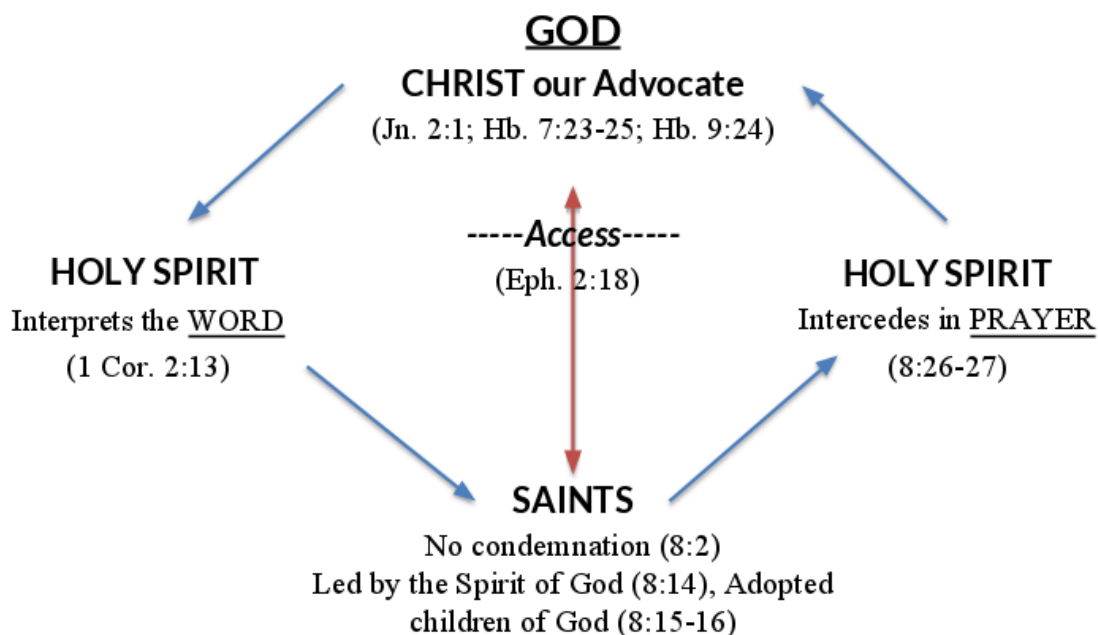 GOD
CHRIST our Advocate
(Jn. 2:1; Hb. 7:23-25; Hb. 9:24)
-----Access-----
(Eph. 2:18)
HOLY SPIRIT
Interprets the WORD
(1 Cor. 2:13)
HOLY SPIRIT
Intercedes in PRAYER
(8:26-27)
SAINTS
No condemnation (8:2)
Led by the Spirit of God (8:14), Adopted
children of God (8:15-16)